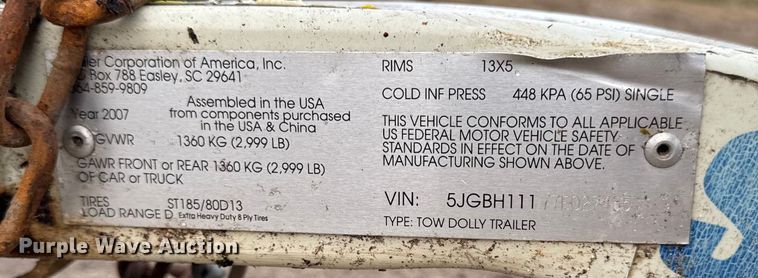 ler Corporation of America, Inc.
Box 788 Easley, SC 29641
64-859-9809
Assembled in the USA
Year 2007 from components purchased
in the USA & China
GVWR 1360 KG (2,999 LB)
GAWR FRONT or REAR 1360 KG (2,999 LB)
OF CAR or TRUCK
TIRES ST185/80D13
LOAD RANGE D Extra Heavy Duty 8 Ply Tires
RIMS 13X5
COLD INF PRESS 448 KPA (65 PSI) SINGLE
THIS VEHICLE CONFORMS TO ALL APPLICABLE
US FEDERAL MOTOR VEHICLE SAFETY
STANDARDS IN EFFECT ON THE DATE OF
MANUFACTURING SHOWN ABOVE.
VIN: 5JGBH111
TYPE: TOW DOLLY TRAILER
Purple Wave Auction